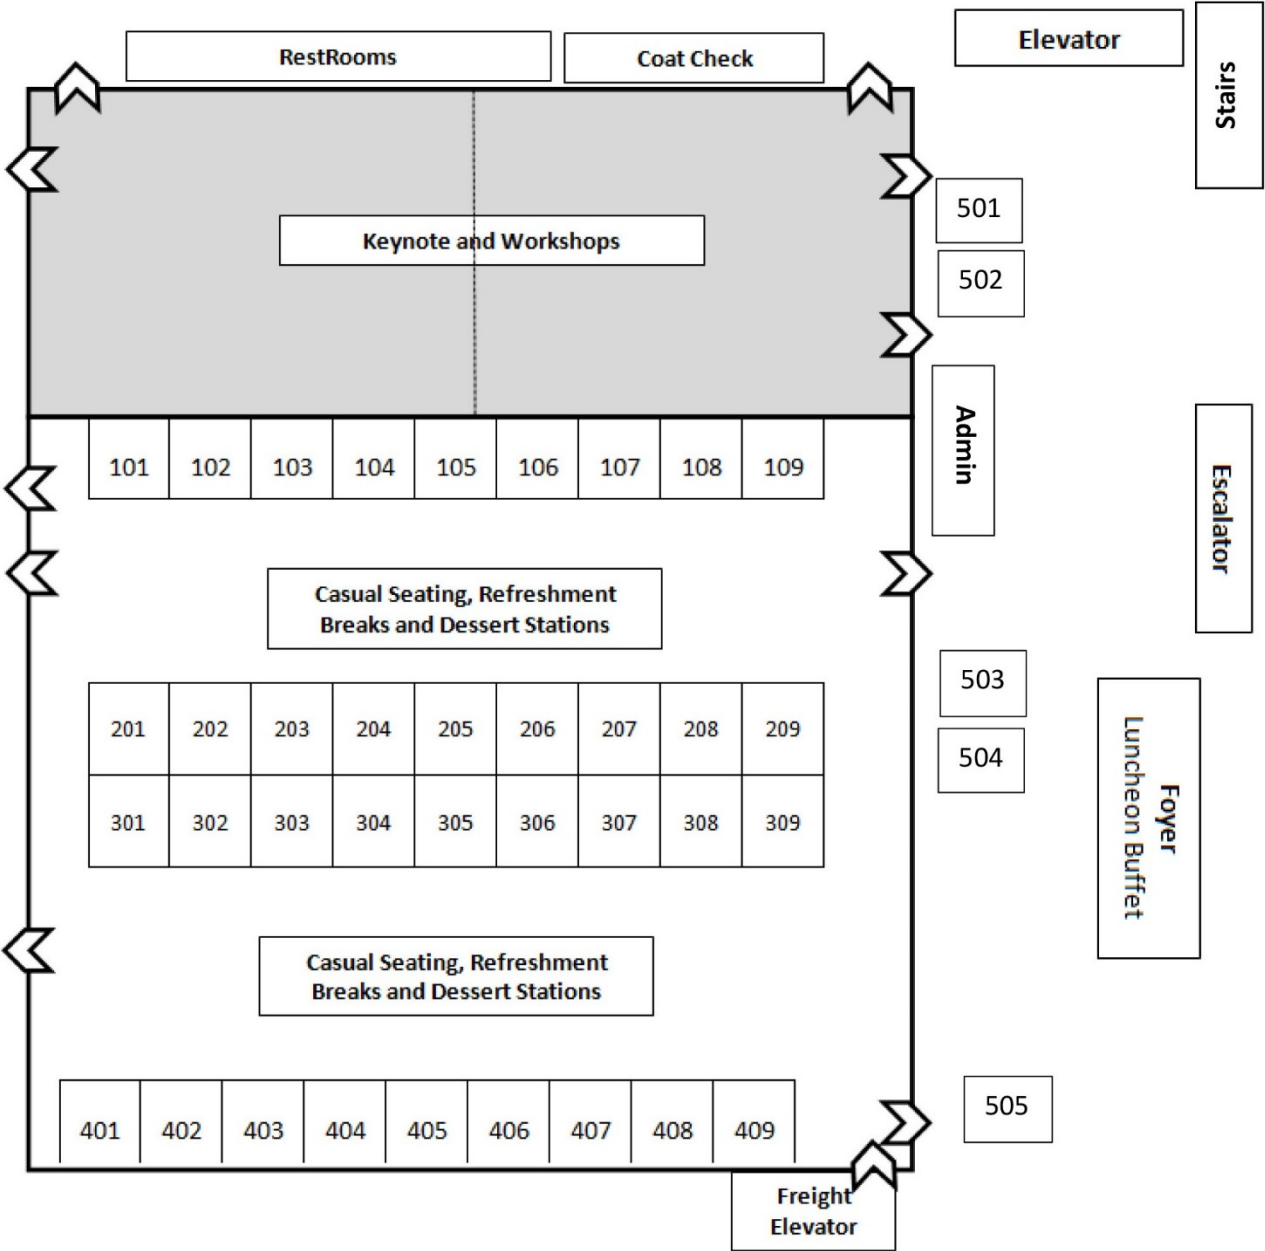 RestRooms
Coat Check
Elevator
Stairs
501
Keynote and Workshops
502
Admin
101 102 103 104 105 106 107 108 109
Escalator
Casual Seating, Refreshment
Breaks and Dessert Stations
503
201 202 203 204 205 206 207 208 209
504
301 302 303 304 305 306 307 308 309
Foyer
Luncheon Buffet
Casual Seating, Refreshment
Breaks and Dessert Stations
505
401 402 403 404 405 406 407 408 409
Freight
Elevator